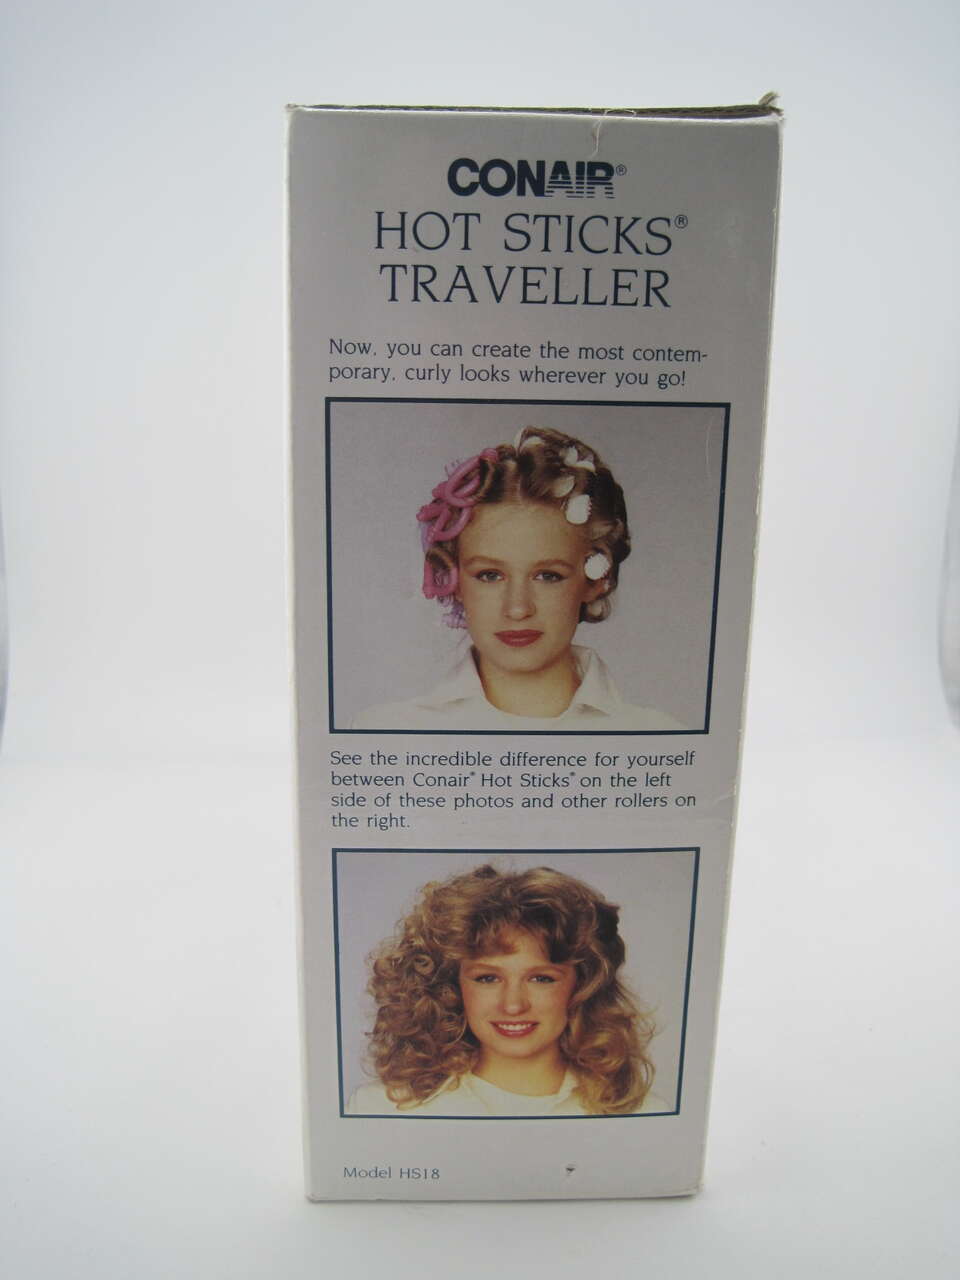 CONAIR®
HOT STICKS®
TRAVELLER
Now, you can create the most contem-
porary, curly looks wherever you go!
See the incredible difference for yourself
between Conair® Hot Sticks® on the left
side of these photos and other rollers on
the right.
Model HS18